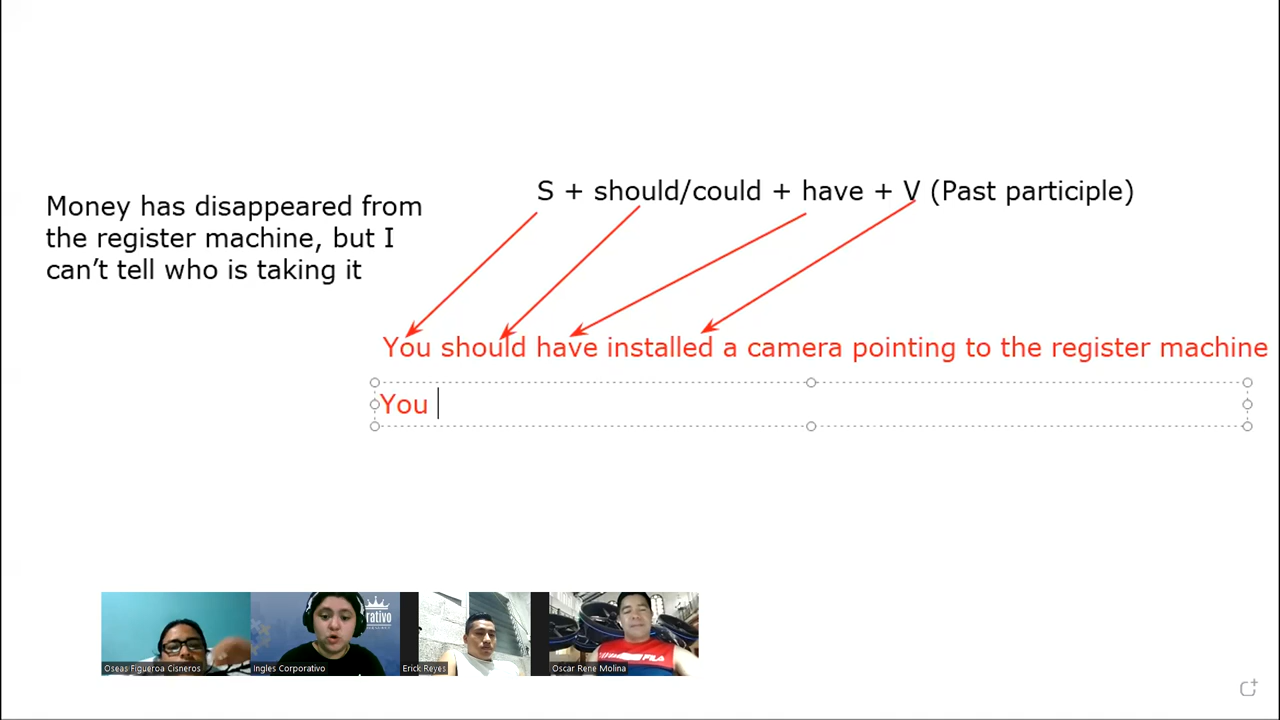 S + should/could + have + V (Past participle)
Money has disappeared from
the register machine, but I
can’t tell who is taking it
You should have installed a camera pointing to the register machine
You
rativo
Oseas Figueroa Cisneros
Ingles Corporativo
Erick Reyes
Oscar Rene Molina
FILA